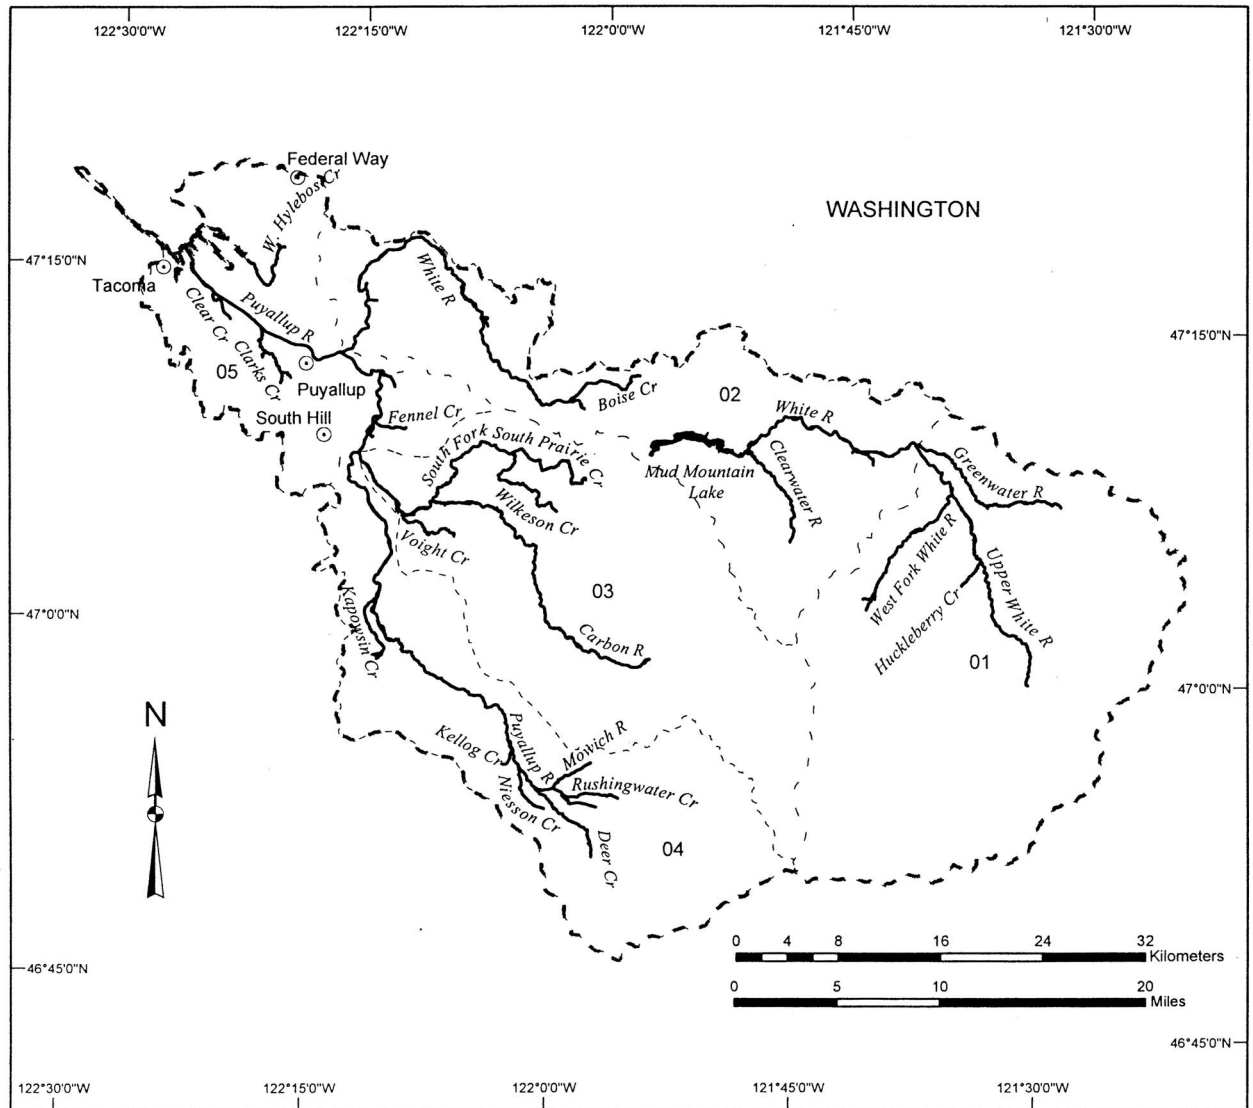 122°30'0"W 122°15'0"W 122°0'0"W 121°45'0"W 121°30'0"W
Federal Way
W. Hylebos Cr
WASHINGTON
47°15'0"N
White R
Tacoma
Clear Cr
Puyallup R
47°15'0"N
Clarks Cr
05
Puyallup
Boise Cr
02
White R
South Hill
Fennel Cr
South Fork South Prairie Cr
Mud Mountain
Lake
Clearwater R
Greenwater R
Wilkeson Cr
Voight Cr
West Fork White R
Upper White R
03
47°0'0"N
Kapowsin Cr
Carbon R
Huckleberry Cr
01
47°0'0"N
N
Kellog Cr
Puyallup R
Mowich R
Rushingwater Cr
Niesson Cr
Deer Cr
04
0 4 8 16 24 32
Kilometers
46°45'0"N
0 5 10 20
Miles
46°45'0"N
122°30'0"W 122°15'0"W 122°0'0"W 121°45'0"W 121°30'0"W